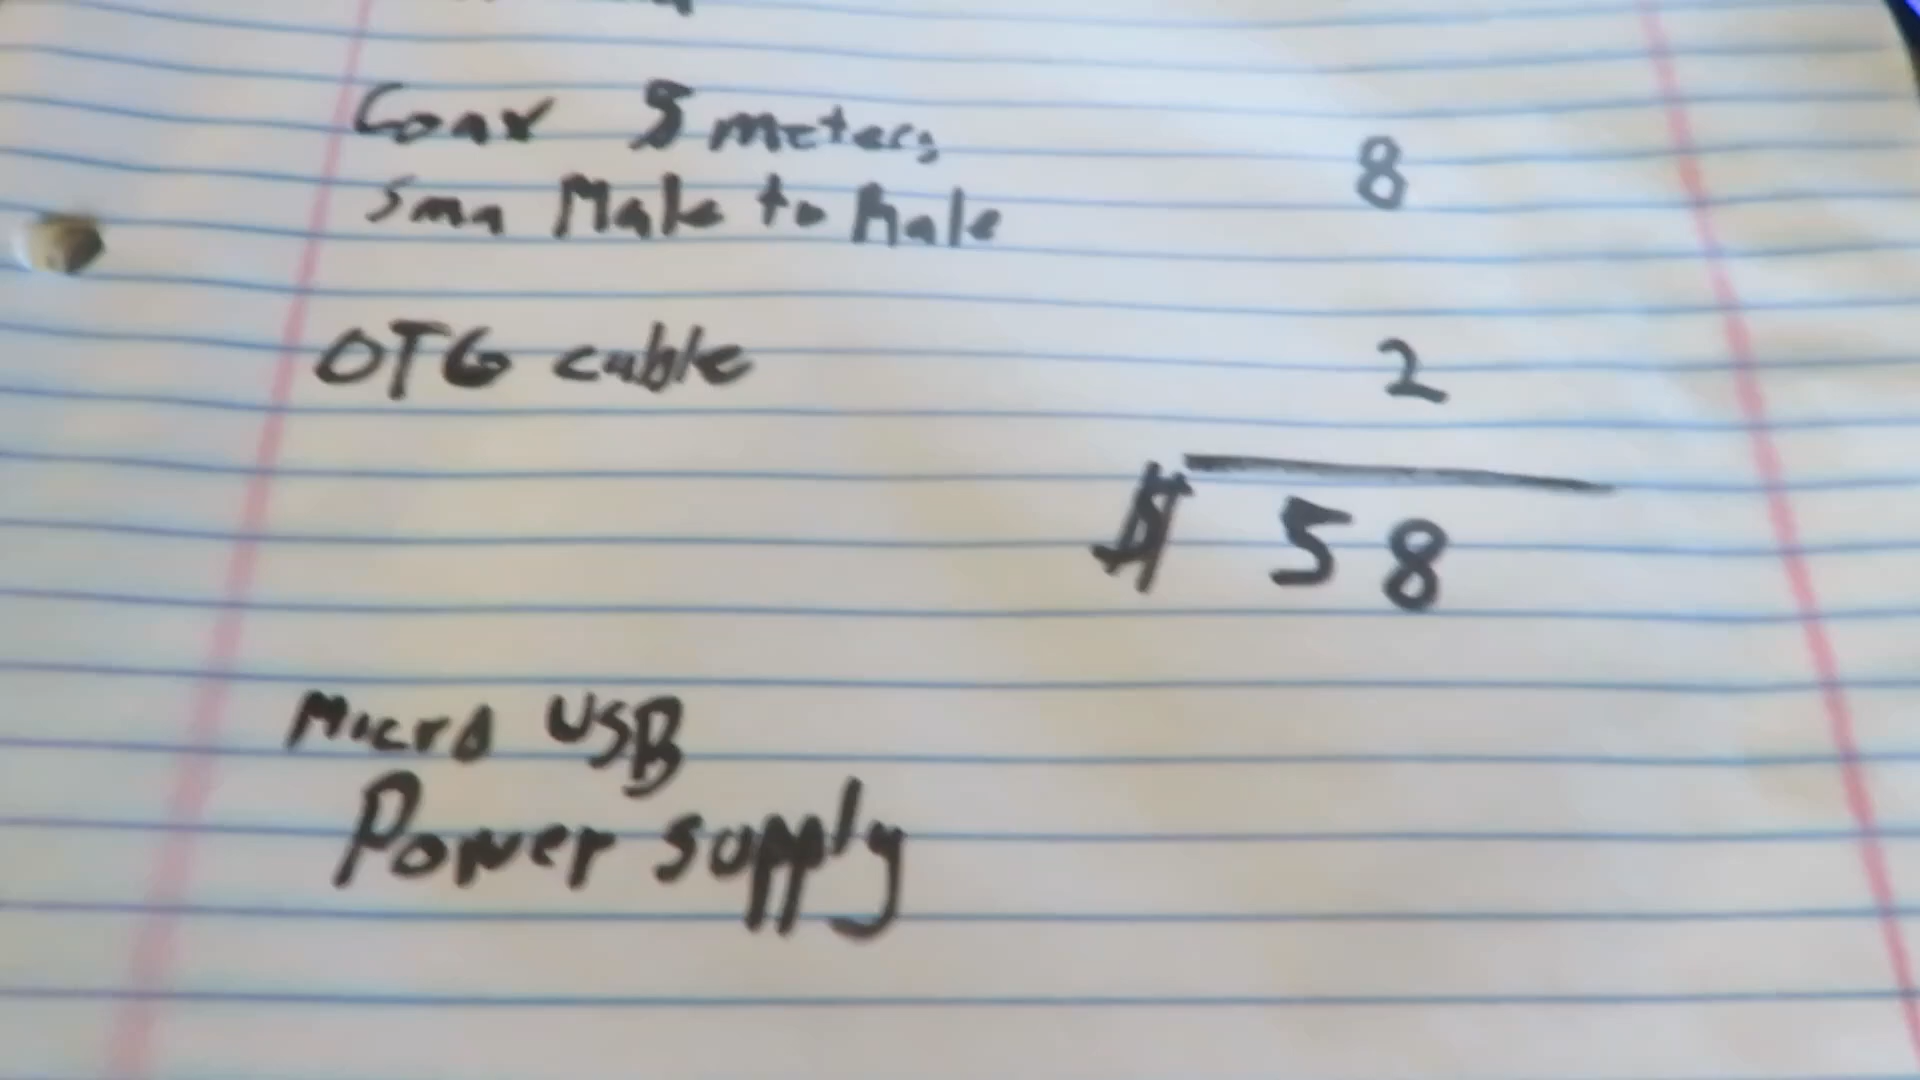 Coax 5 meters
8
Sma Male to Male
OTG cable 2
$ 58
Micro USB
Power supply